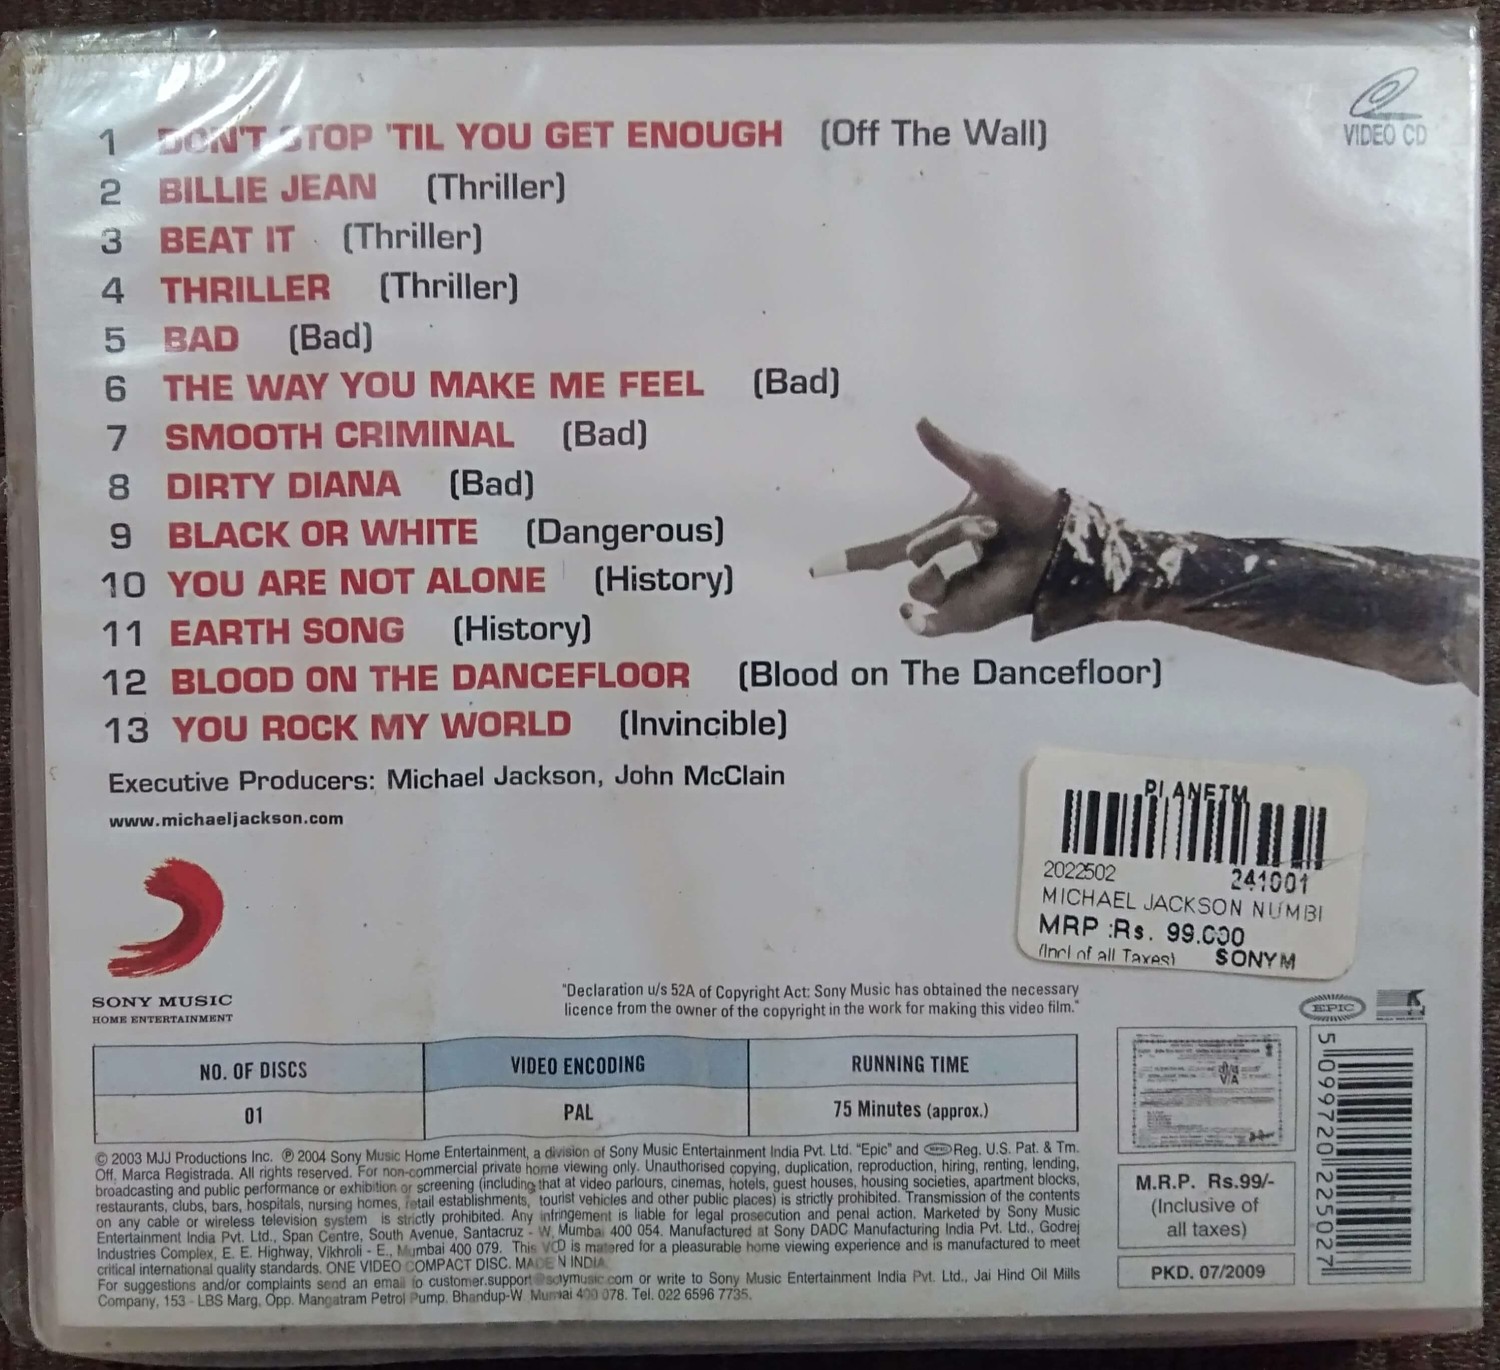 1 DON'T STOP 'TIL YOU GET ENOUGH (Off The Wall)
VIDEO CD
2 BILLIE JEAN (Thriller)
3 BEAT IT (Thriller)
4 THRILLER (Thriller)
5 BAD (Bad)
6 THE WAY YOU MAKE ME FEEL (Bad)
7 SMOOTH CRIMINAL (Bad)
8 DIRTY DIANA (Bad)
9 BLACK OR WHITE (Dangerous)
10 YOU ARE NOT ALONE (History)
11 EARTH SONG (History)
12 BLOOD ON THE DANCEFLOOR (Blood on The Dancefloor)
13 YOU ROCK MY WORLD (Invincible)
Executive Producers: Michael Jackson, John McClain
www.michaeljackson.com
PLANETM
2022502 241001
MICHAEL JACKSON NUMBI
MRP :Rs. 99.000
(Incl of all Taxes) SONYM
SONY MUSIC
HOME ENTERTAINMENT
"Declaration u/s 52A of Copyright Act: Sony Music has obtained the necessary
licence from the owner of the copyright in the work for making this video film."
EPIC
NO. OF DISCS VIDEO ENCODING RUNNING TIME
01 PAL 75 Minutes (approx.)
© 2003 MJJ Productions Inc. ℗ 2004 Sony Music Home Entertainment, a division of Sony Music Entertainment India Pvt. Ltd. "Epic" and EPIC Reg. U.S. Pat. & Tm.
Off, Marca Registrada. All rights reserved. For non-commercial private home viewing only. Unauthorised copying, duplication, reproduction, hiring, renting, lending,
broadcasting and public performance or exhibition or screening (including that at video parlours, cinemas, hotels, guest houses, housing societies, apartment blocks,
restaurants, clubs, bars, hospitals, nursing homes, retail establishments, tourist vehicles and other public places) is strictly prohibited. Transmission of the contents
on any cable or wireless television system is strictly prohibited. Any infringement is liable for legal prosecution and penal action. Marketed by Sony Music
Entertainment India Pvt. Ltd., Span Centre, South Avenue, Santacruz - W, Mumbai 400 054. Manufactured at Sony DADC Manufacturing India Pvt. Ltd., Godrej
Industries Complex, E. E. Highway, Vikhroli - E., Mumbai 400 079. This VCD is mastered for a pleasurable home viewing experience and is manufactured to meet
critical international quality standards. ONE VIDEO COMPACT DISC. MADE IN INDIA
For suggestions and/or complaints send an email to customer.support@sonymusic.com or write to Sony Music Entertainment India Pvt. Ltd., Jai Hind Oil Mills
Company, 153 - LBS Marg, Opp. Mangatram Petrol Pump. Bhandup-W Mumbai 400 078. Tel. 022 6596 7735.
V/A
M.R.P. Rs.99/-
(Inclusive of
all taxes)
PKD. 07/2009
5 099720 225027